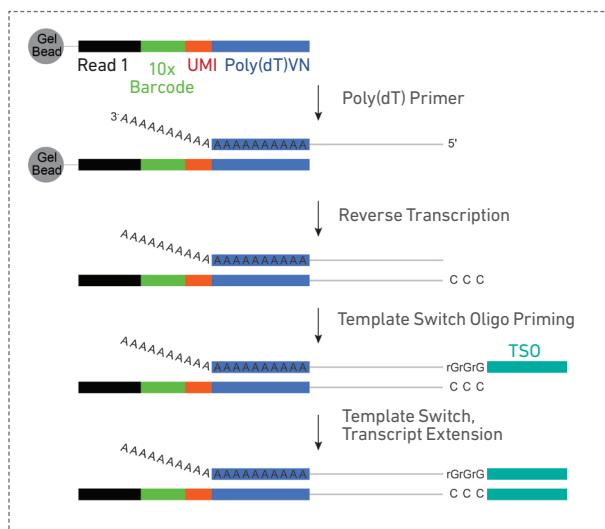 Gel
Bead
Read 1
10x
Barcode
UMI
Poly(dT)VN
Poly(dT) Primer
3' AAAAAAAAAA AAAAAAAAAA 5'
Gel
Bead
Reverse Transcription
AAAAAAAAAA AAAAAAAAAA
C C C
Template Switch Oligo Priming
TSO
AAAAAAAAAA AAAAAAAAAA rGrGrG
C C C
Template Switch,
Transcript Extension
AAAAAAAAAA AAAAAAAAAA rGrGrG
C C C